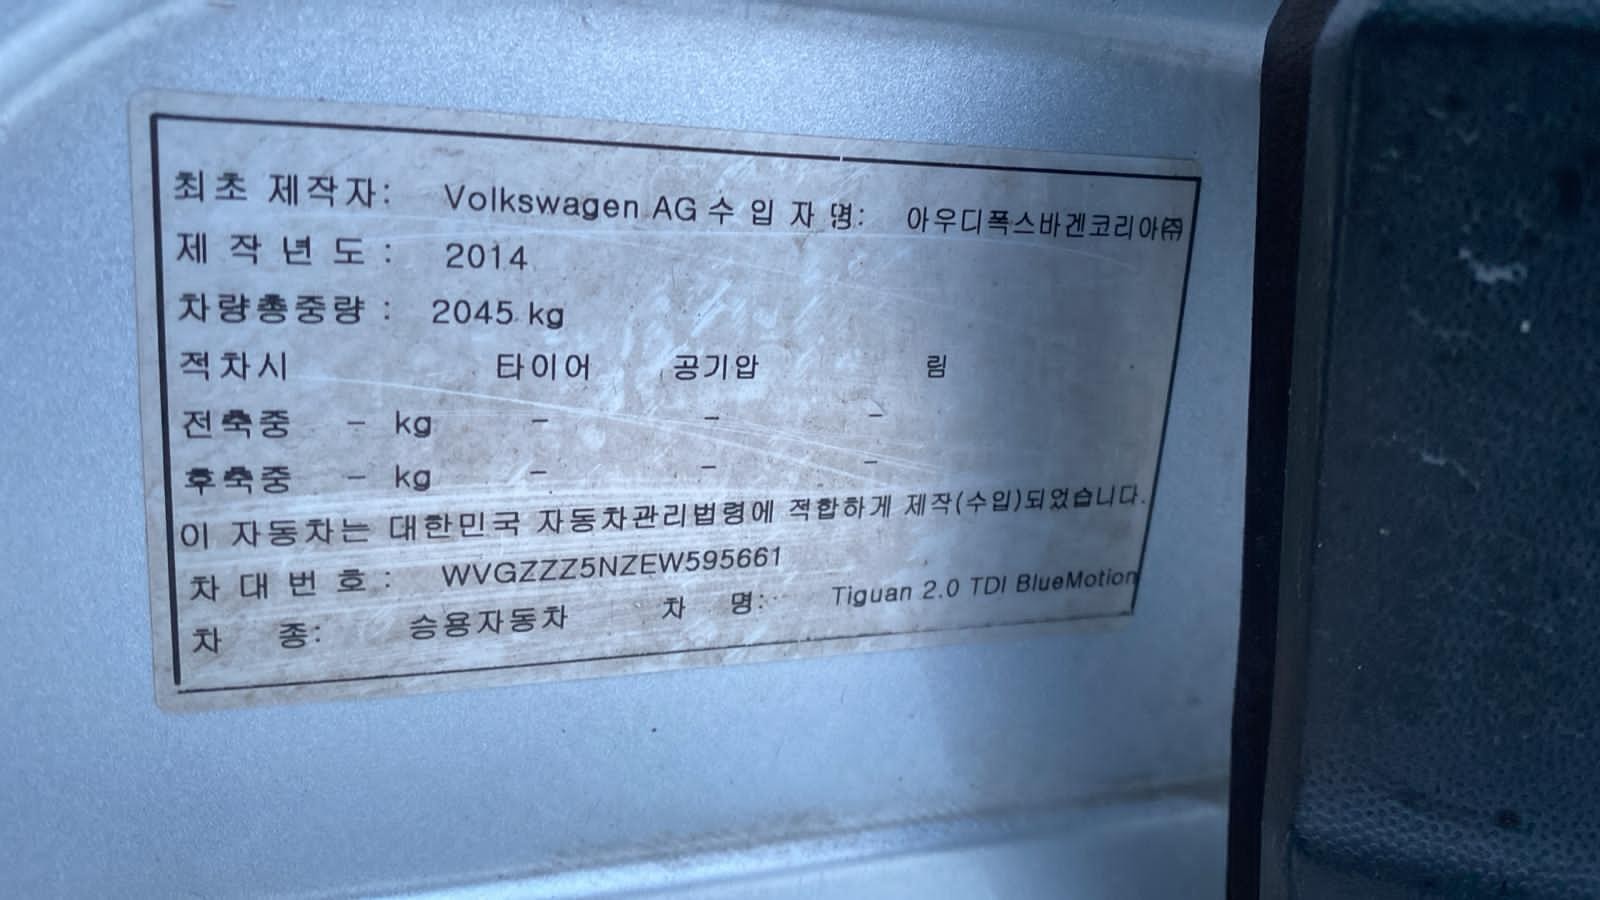 최초 제작자: Volkswagen AG 수 입 자 명: 아우디폭스바겐코리아㈜
제 작 년 도 : 2014
차량총중량 : 2045 kg
적차시 타이어 공기압 림
전축중 - kg - - -
후축중 - kg - - -
이 자동차는 대한민국 자동차관리법령에 적합하게 제작(수입)되었습니다.
차 대 번 호 : WVGZZZ5NZEW595661
차 종: 승용자동차 차 명: Tiguan 2.0 TDI BlueMotion